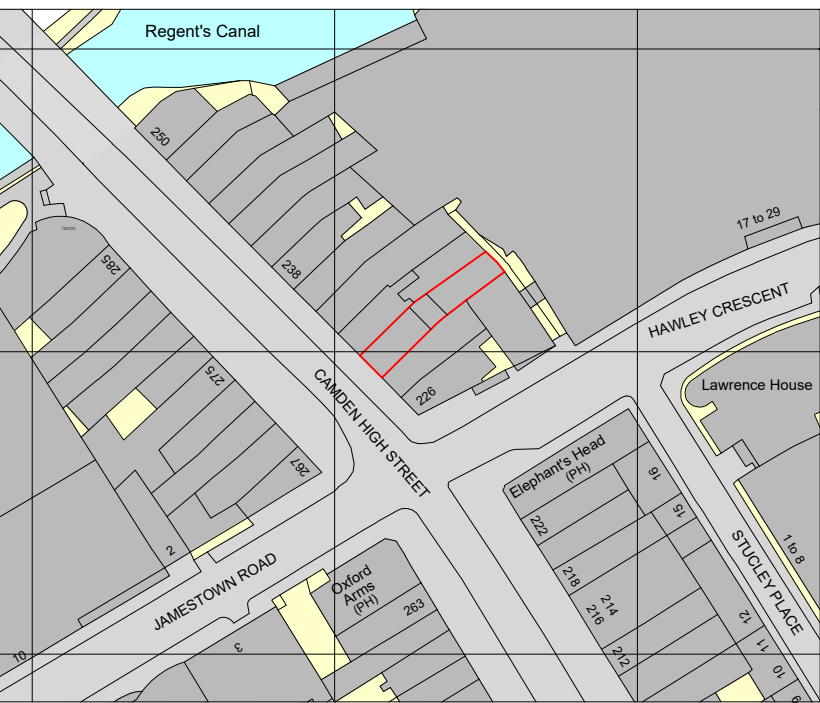 Regent's Canal
250
17 to 29
285
238
HAWLEY CRESCENT
275
CAMDEN HIGH STREET
226
Lawrence House
267
Elephant's Head
(PH)
16
222
15
2
1 to 8
STUCLEY PLACE
JAMESTOWN ROAD
Oxford
Arms
(PH)
263
218
214
216
212
12
11
10
9
3
10